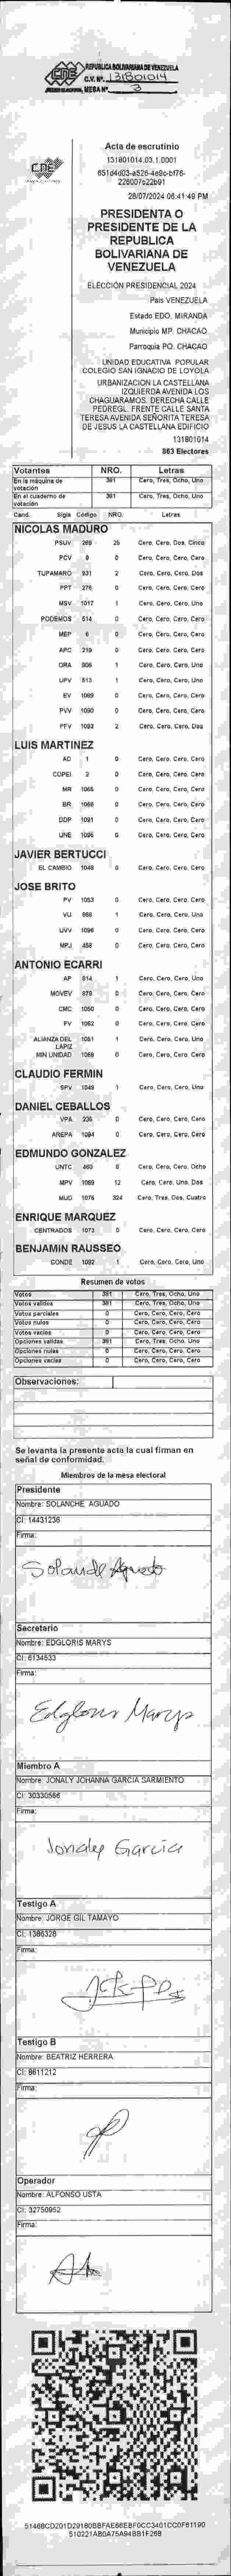 REPUBLICA BOLIVARIANA DE VENEZUELA
CNE C.V. Nº. 131801014
MESA Nº 3
CNE
Acta de escrutinio
131801014.03.1.0001
228/07/2024 06:41:49 PM
PRESIDENTA O
PRESIDENTE DE LA
REPUBLICA
BOLIVARIANA DE
VENEZUELA
ELECCIÓN PRESIDENCIAL 2024
País VENEZUELA
Estado EDO. MIRANDA
Municipio MP. CHACAO
Parroquia PQ. CHACAO
UNIDAD EDUCATIVA POPULAR
COLEGIO SAN IGNACIO DE LOYOLA
URBANIZACION LA CASTELLANA
IZQUIERDA AVENIDA LOS
CHAGUARAMOS. DERECHA CALLE
PEDREGL. FRENTE CALLE SANTA
TERESA AVENIDA SEÑORITA TERESA
DE JESUS LA CASTELLANA EDIFICIO
131801014
863 Electores
Votantes NRO. Letras
En la máquina de votación 381 Cero, Tres, Ocho, Uno
En el cuaderno de votación 381 Cero, Tres, Ocho, Uno
Cand. Sigla Código NRO. Letras
NICOLAS MADURO
PSUV 269 25 Cero, Cero, Dos, Cinco
PCV 0 Cero, Cero, Cero, Cero
TUPAMARO 931 2 Cero, Cero, Cero, Dos
PPT 276 0 Cero, Cero, Cero, Cero
MSV 1017 1 Cero, Cero, Cero, Uno
PODEMOS 514 0 Cero, Cero, Cero, Cero
MEP 6 0 Cero, Cero, Cero, Cero
APC 219 0 Cero, Cero, Cero, Cero
ORA 906 1 Cero, Cero, Cero, Uno
UPV 513 1 Cero, Cero, Cero, Uno
EV 1089 0 Cero, Cero, Cero, Cero
PVV 1090 0 Cero, Cero, Cero, Cero
PFV 1093 2 Cero, Cero, Cero, Dos
LUIS MARTINEZ
AD 1 0 Cero, Cero, Cero, Cero
COPEI 2 0 Cero, Cero, Cero, Cero
MR 1065 0 Cero, Cero, Cero, Cero
BR 1066 0 Cero, Cero, Cero, Cero
DDP 1091 0 Cero, Cero, Cero, Cero
UNE 1095 0 Cero, Cero, Cero, Cero
JAVIER BERTUCCI
EL CAMBIO 1048 0 Cero, Cero, Cero, Cero
JOSE BRITO
PV 1053 0 Cero, Cero, Cero, Cero
VU 868 1 Cero, Cero, Cero, Uno
UVV 1096 0 Cero, Cero, Cero, Cero
MPJ 458 0 Cero, Cero, Cero, Cero
ANTONIO ECARRI
AP 814 1 Cero, Cero, Cero, Uno
MOVEV 878 0 Cero, Cero, Cero, Cero
CMC 1050 0 Cero, Cero, Cero, Cero
FV 1062 0 Cero, Cero, Cero, Cero
ALIANZA DEL LAPIZ 1051 1 Cero, Cero, Cero, Uno
MIN UNIDAD 1069 0 Cero, Cero, Cero, Cero
CLAUDIO FERMIN
SPV 1049 1 Cero, Cero, Cero, Uno
DANIEL CEBALLOS
VPA 236 0 Cero, Cero, Cero, Cero
AREPA 1094 0 Cero, Cero, Cero, Cero
EDMUNDO GONZALEZ
UNTC 8 Cero, Cero, Cero, Ocho
MPV 12 Cero, Cero, Uno, Dos
MUD 1075 324 Cero, Tres, Dos, Cuatro
ENRIQUE MARQUEZ
CENTRADOS 1073 0 Cero, Cero, Cero, Cero
BENJAMIN RAUSSEO
CONDE 1092 1 Cero, Cero, Cero, Uno
Resumen de votos
Votos 381 Cero, Tres, Ocho, Uno
Votos validos 381 Cero, Tres, Ocho, Uno
Votos parciales 0 Cero, Cero, Cero, Cero
Votos nulos 0 Cero, Cero, Cero, Cero
Votos vacíos 0 Cero, Cero, Cero, Cero
Opciones validas 381 Cero, Tres, Ocho, Uno
Opciones nulas 0 Cero, Cero, Cero, Cero
Opciones vacías 0 Cero, Cero, Cero, Cero
Observaciones:
Se levanta la presente acta la cual firman en
señal de conformidad.
Miembros de la mesa electoral
Presidente
Nombre: SOLANCHE AGUADO
CI: 14431236
Firma:
Aguado
Secretario
Nombre: EDGLORIS MARYS
CI: 6134533
Firma:
Edgloris Marys
Miembro A
Nombre: JONALY JOHANNA GARCIA SARMIENTO
CI: 30330566
Firma:
Jonaly Garcia
Testigo A
Nombre: JORGE GIL TAMAYO
CI: 1386328
Firma:
Testigo B
Nombre: BEATRIZ HERRERA
CI: 8611212
Firma:
Operador
Nombre: ALFONSO USTA
CI: 32750952
Firma: